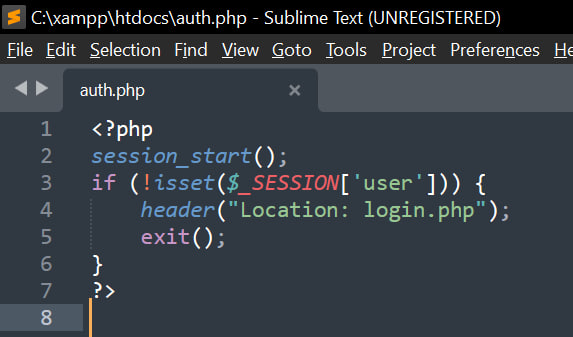 C:\xampp\htdocs\auth.php - Sublime Text (UNREGISTERED)
File Edit Selection Find View Goto Tools Project Preferences He
auth.php ×
1 <?php
2 session_start();
3 if (!isset($_SESSION['user'])) {
4     header("Location: login.php");
5     exit();
6 }
7 ?>
8